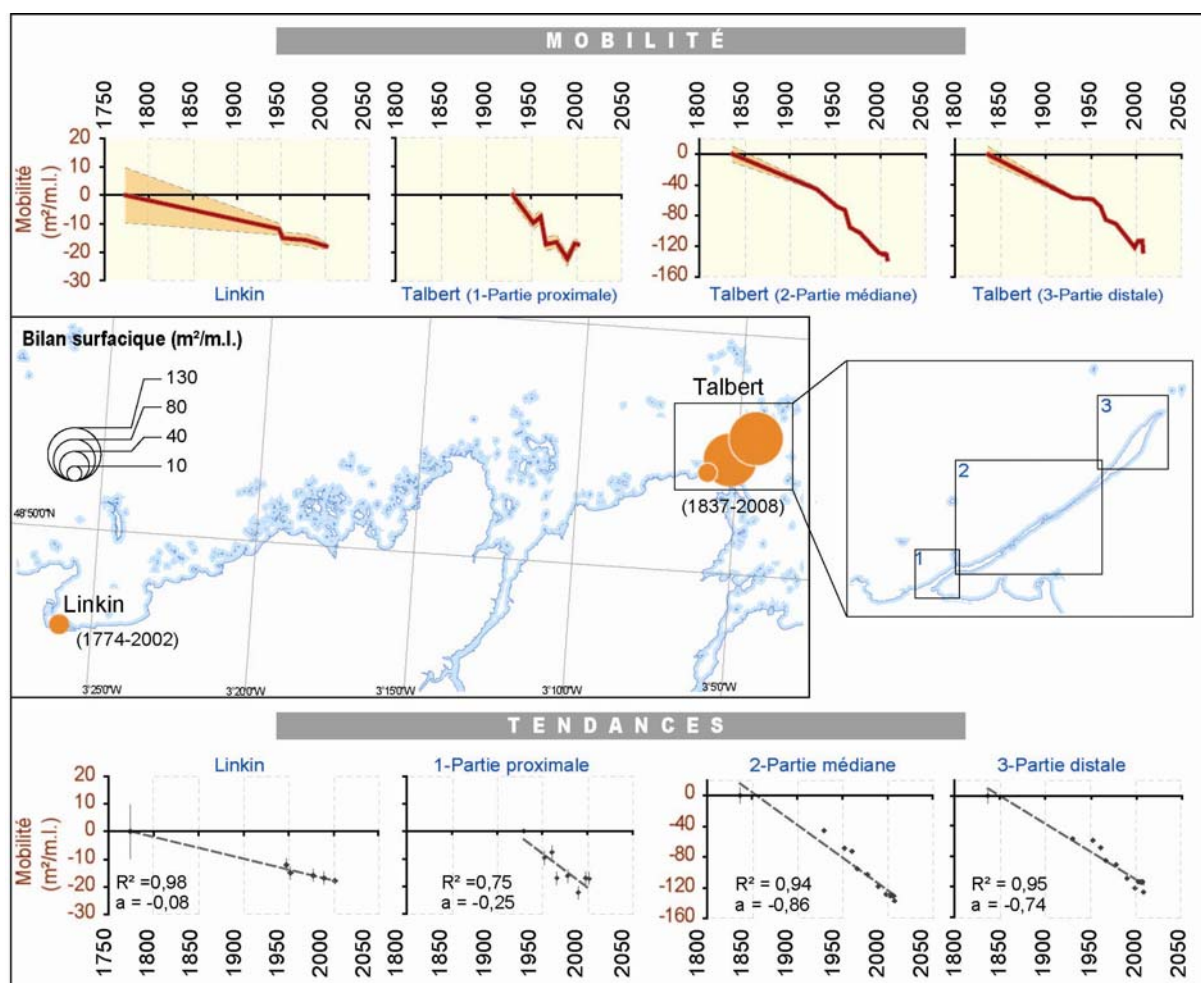 MOBILITÉ
1750 1800 1900 2000 2050 1800 1900 1950 2000 2050 1800 1850 1900 1950 2000 2050 1800 1850 1900 1950 2000 2050
Mobilité (m²/m.l.)
20
10
0
-10
-20
-30
0
-40
-80
-120
-160
Linkin
Talbert (1-Partie proximale)
Talbert (2-Partie médiane)
Talbert (3-Partie distale)
Bilan surfacique (m²/m.l.)
130
80
40
10
Talbert
(1837-2008)
48°50'0"N
Linkin
(1774-2002)
3°25'0"W
3°20'0"W
3°15'0"W
3°10'0"W
3°5'0"W
1
2
3
TENDANCES
Linkin
1-Partie proximale
2-Partie médiane
3-Partie distale
Mobilité (m²/m.l.)
20
10
0
-10
-20
-30
0
-40
-80
-120
-160
R² =0,98
a = -0,08
R² =0,75
a = -0,25
R² = 0,94
a = -0,86
R² = 0,95
a = -0,74
1750 1800 1900 1950 2000 2050 1800 1850 1900 1950 2000 2050 1800 1850 1900 1950 2000 2050 1800 1850 1900 1950 2000 2050